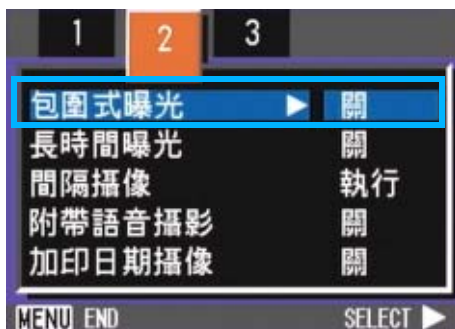 1 2 3
包圍式曝光 ▶ 關
長時間曝光 關
間隔攝像 執行
附帶語音攝影 關
加印日期攝像 關
MENU END SELECT ▶